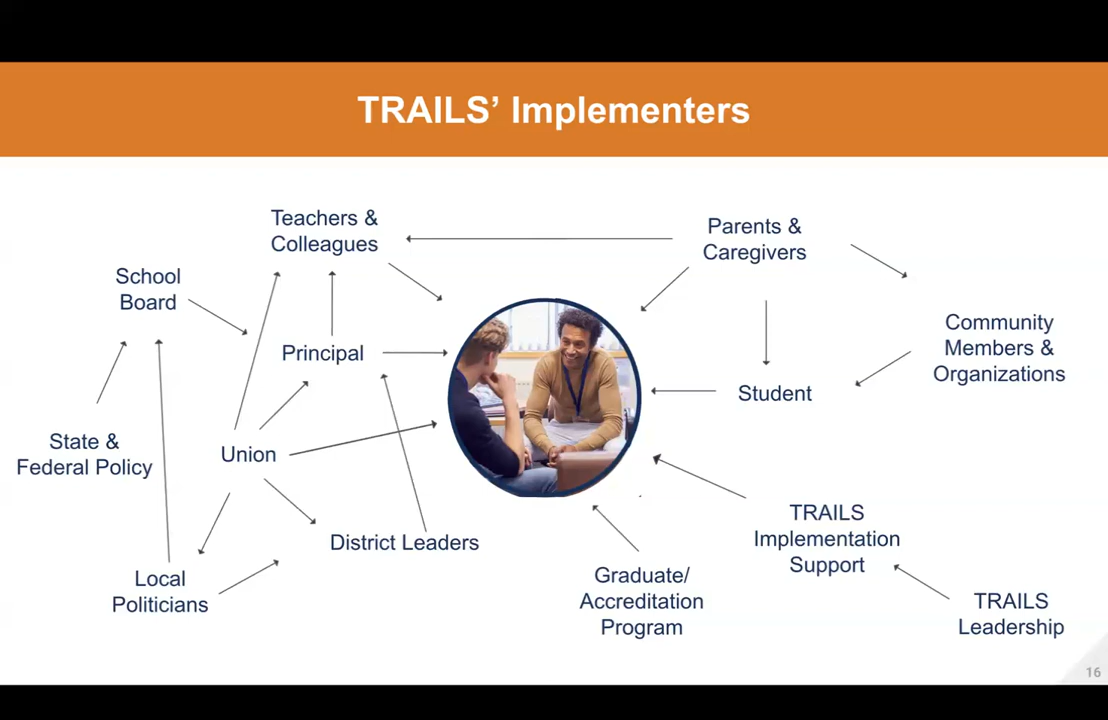 TRAILS’ Implementers
Teachers &
Colleagues
Parents &
Caregivers
School
Board
Community
Members &
Organizations
Principal
Student
State &
Federal Policy
Union
TRAILS
Implementation
Support
District Leaders
Local
Politicians
Graduate/
Accreditation
Program
TRAILS
Leadership
16